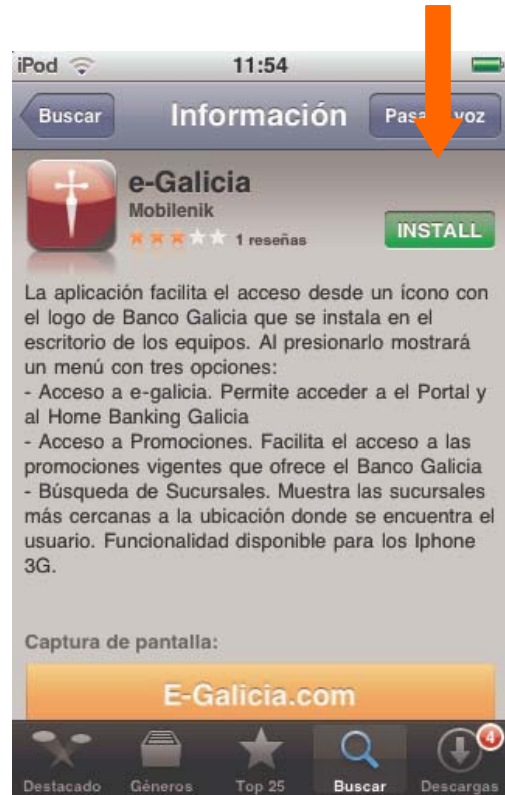 iPod 11:54
Buscar Información voz
e-Galicia
Mobilenik
1 reseñas
INSTALL
La aplicación facilita el acceso desde un ícono con
el logo de Banco Galicia que se instala en el
escritorio de los equipos. Al presionarlo mostrará
un menú con tres opciones:
- Acceso a e-galicia. Permite acceder a el Portal y
al Home Banking Galicia
- Acceso a Promociones. Facilita el acceso a las
promociones vigentes que ofrece el Banco Galicia
- Búsqueda de Sucursales. Muestra las sucursales
más cercanas a la ubicación donde se encuentra el
usuario. Funcionalidad disponible para los Iphone
3G.
Captura de pantalla:
E-Galicia.com
4
Destacado Géneros Top 25 Buscar Descargas